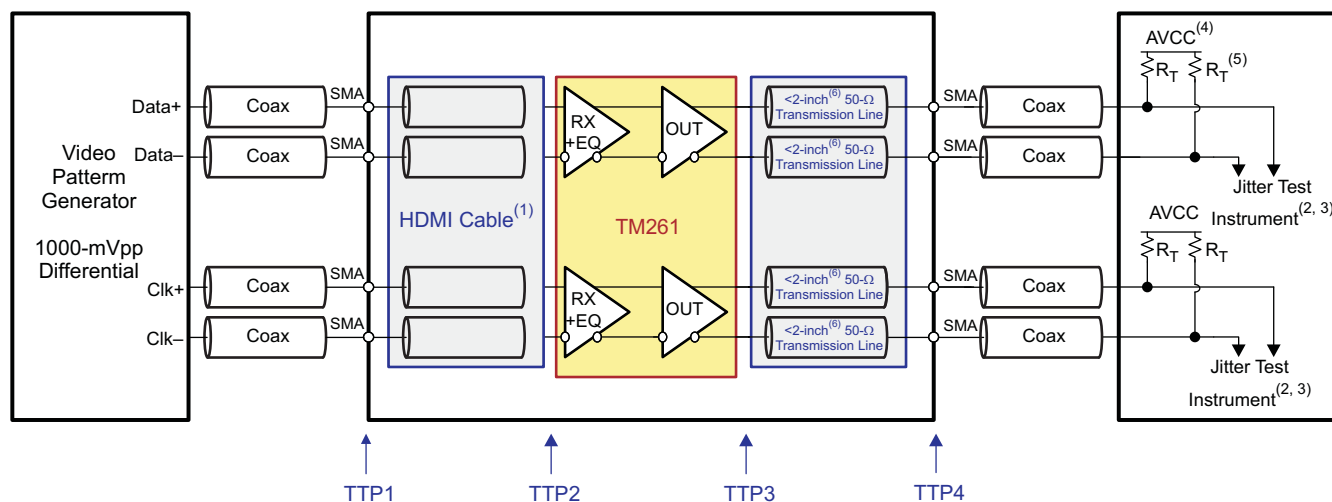 Video
Patterm
Generator
1000-mVpp
Differential
Data+
Data–
Clk+
Clk–
Coax
Coax
Coax
Coax
SMA
SMA
SMA
SMA
HDMI Cable(1)
RX
+EQ
OUT
TM261
RX
+EQ
OUT
<2-inch(6) 50-Ω
Transmission Line
<2-inch(6) 50-Ω
Transmission Line
<2-inch(6) 50-Ω
Transmission Line
<2-inch(6) 50-Ω
Transmission Line
SMA
SMA
SMA
SMA
Coax
Coax
Coax
Coax
AVCC(4)
RT
RT(5)
Jitter Test
Instrument(2, 3)
AVCC
RT
RT
Jitter Test
Instrument(2, 3)
TTP1
TTP2
TTP3
TTP4